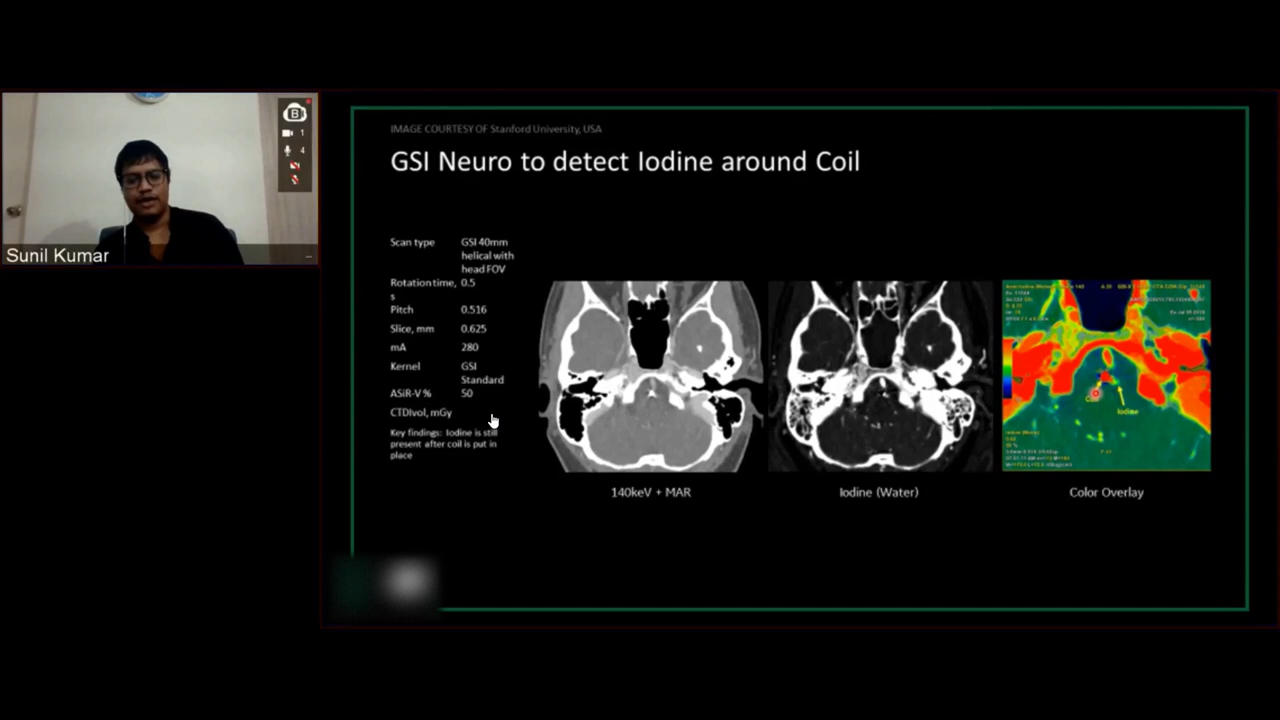 IMAGE COURTESY OF Stanford University, USA
GSI Neuro to detect Iodine around Coil
B
1
4
Sunil Kumar
Scan type GSI 40mm
helical with
head FOV
Rotation time, 0.5
s
Pitch 0.516
Slice, mm 0.625
mA 280
Kernel GSI
Standard
ASiR-V % 50
CTDIvol, mGy
Key findings: Iodine is still
present after coil is put in
place
Iodine
140keV + MAR
Iodine (Water)
Color Overlay